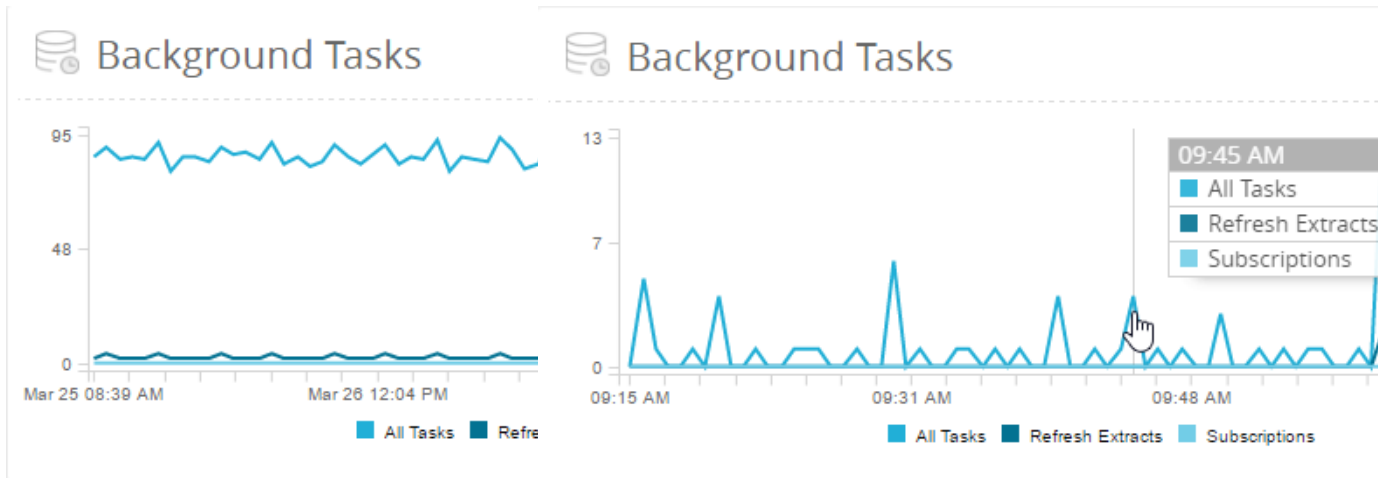 Background Tasks
95
48
0
Mar 25 08:39 AM Mar 26 12:04 PM
All Tasks
Background Tasks
13
7
0
09:45 AM
All Tasks
Refresh Extracts
Subscriptions
09:15 AM 09:31 AM 09:48 AM
All Tasks Refresh Extracts Subscriptions